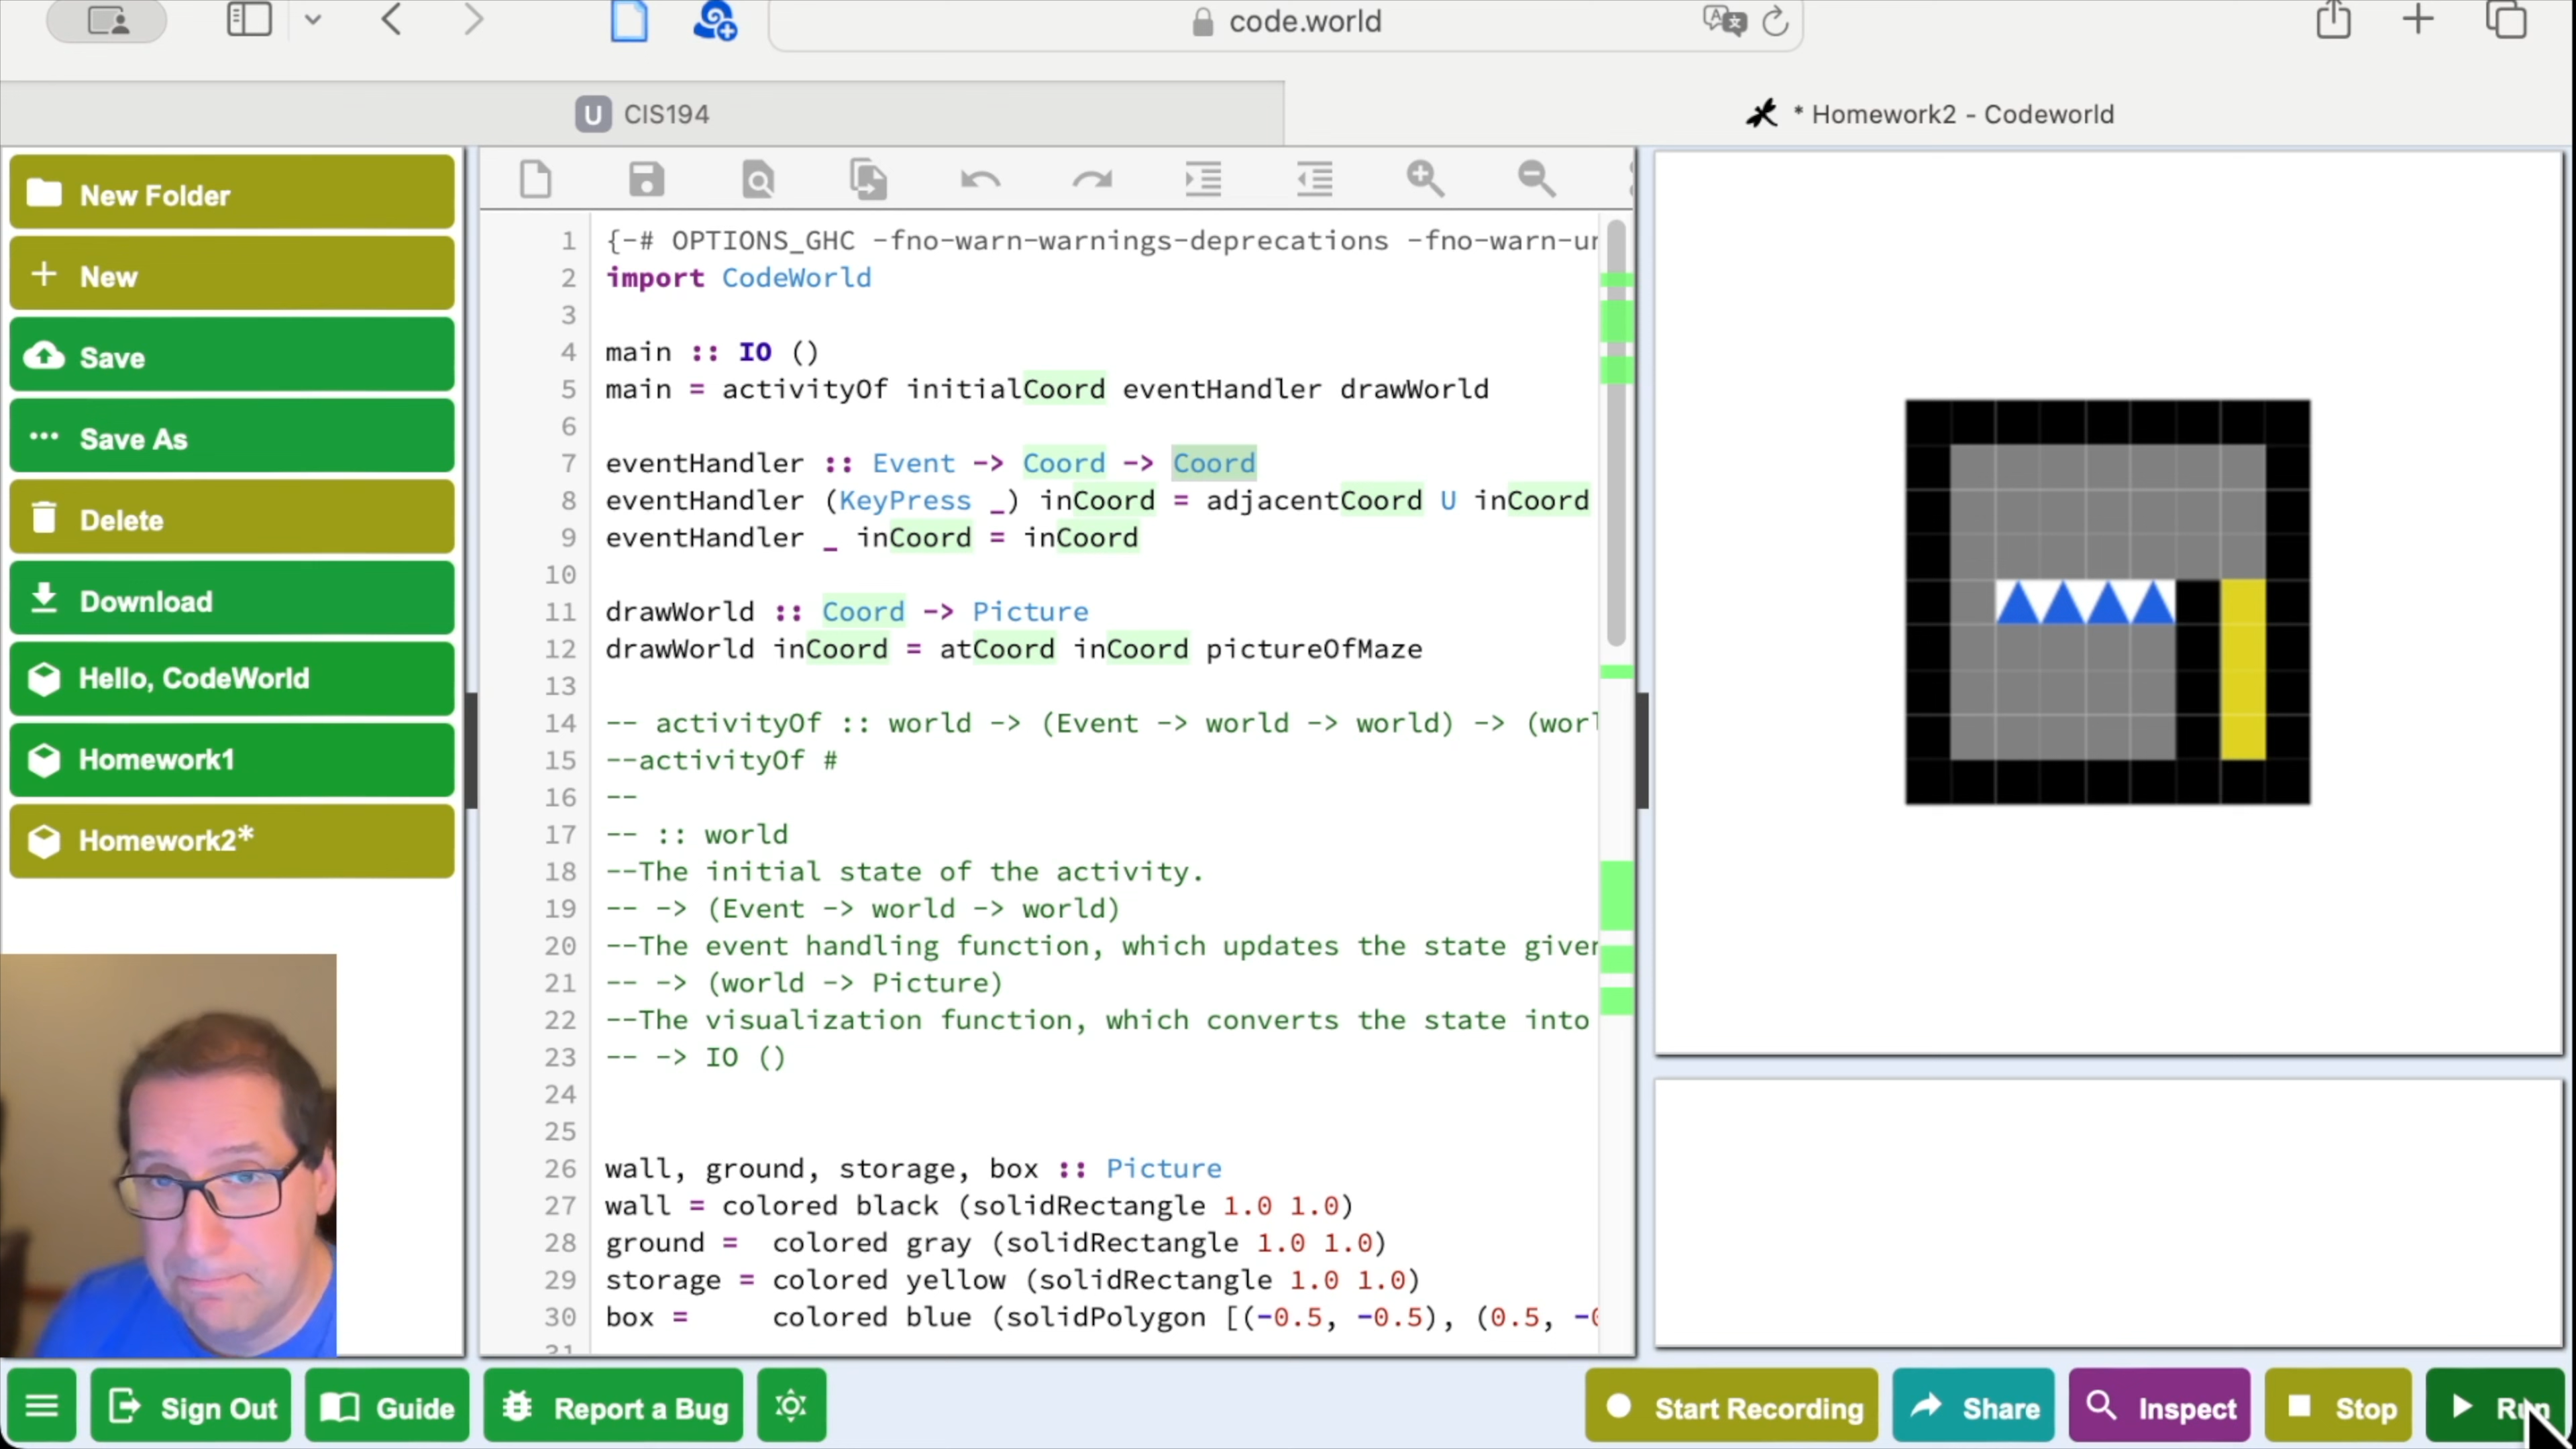 code.world
U CIS194
* Homework2 - Codeworld
New Folder
New
Save
Save As
Delete
Download
Hello, CodeWorld
Homework1
Homework2*
1 {-# OPTIONS_GHC -fno-warn-warnings-deprecations -fno-warn-
2 import CodeWorld
3
4 main :: IO ()
5 main = activityOf initialCoord eventHandler drawWorld
6
7 eventHandler :: Event -> Coord -> Coord
8 eventHandler (KeyPress _) inCoord = adjacentCoord U inCoord
9 eventHandler _ inCoord = inCoord
10
11 drawWorld :: Coord -> Picture
12 drawWorld inCoord = atCoord inCoord pictureOfMaze
13
14 -- activityOf :: world -> (Event -> world -> world) -> (worl
15 --activityOf #
16 --
17 -- :: world
18 --The initial state of the activity.
19 -- -> (Event -> world -> world)
20 --The event handling function, which updates the state given
21 -- -> (world -> Picture)
22 --The visualization function, which converts the state into
23 -- -> IO ()
24
25
26 wall, ground, storage, box :: Picture
27 wall = colored black (solidRectangle 1.0 1.0)
28 ground =  colored gray (solidRectangle 1.0 1.0)
29 storage = colored yellow (solidRectangle 1.0 1.0)
30 box =     colored blue (solidPolygon [(-0.5, -0.5), (0.5, -0
Sign Out
Guide
Report a Bug
Start Recording
Share
Inspect
Stop
Run